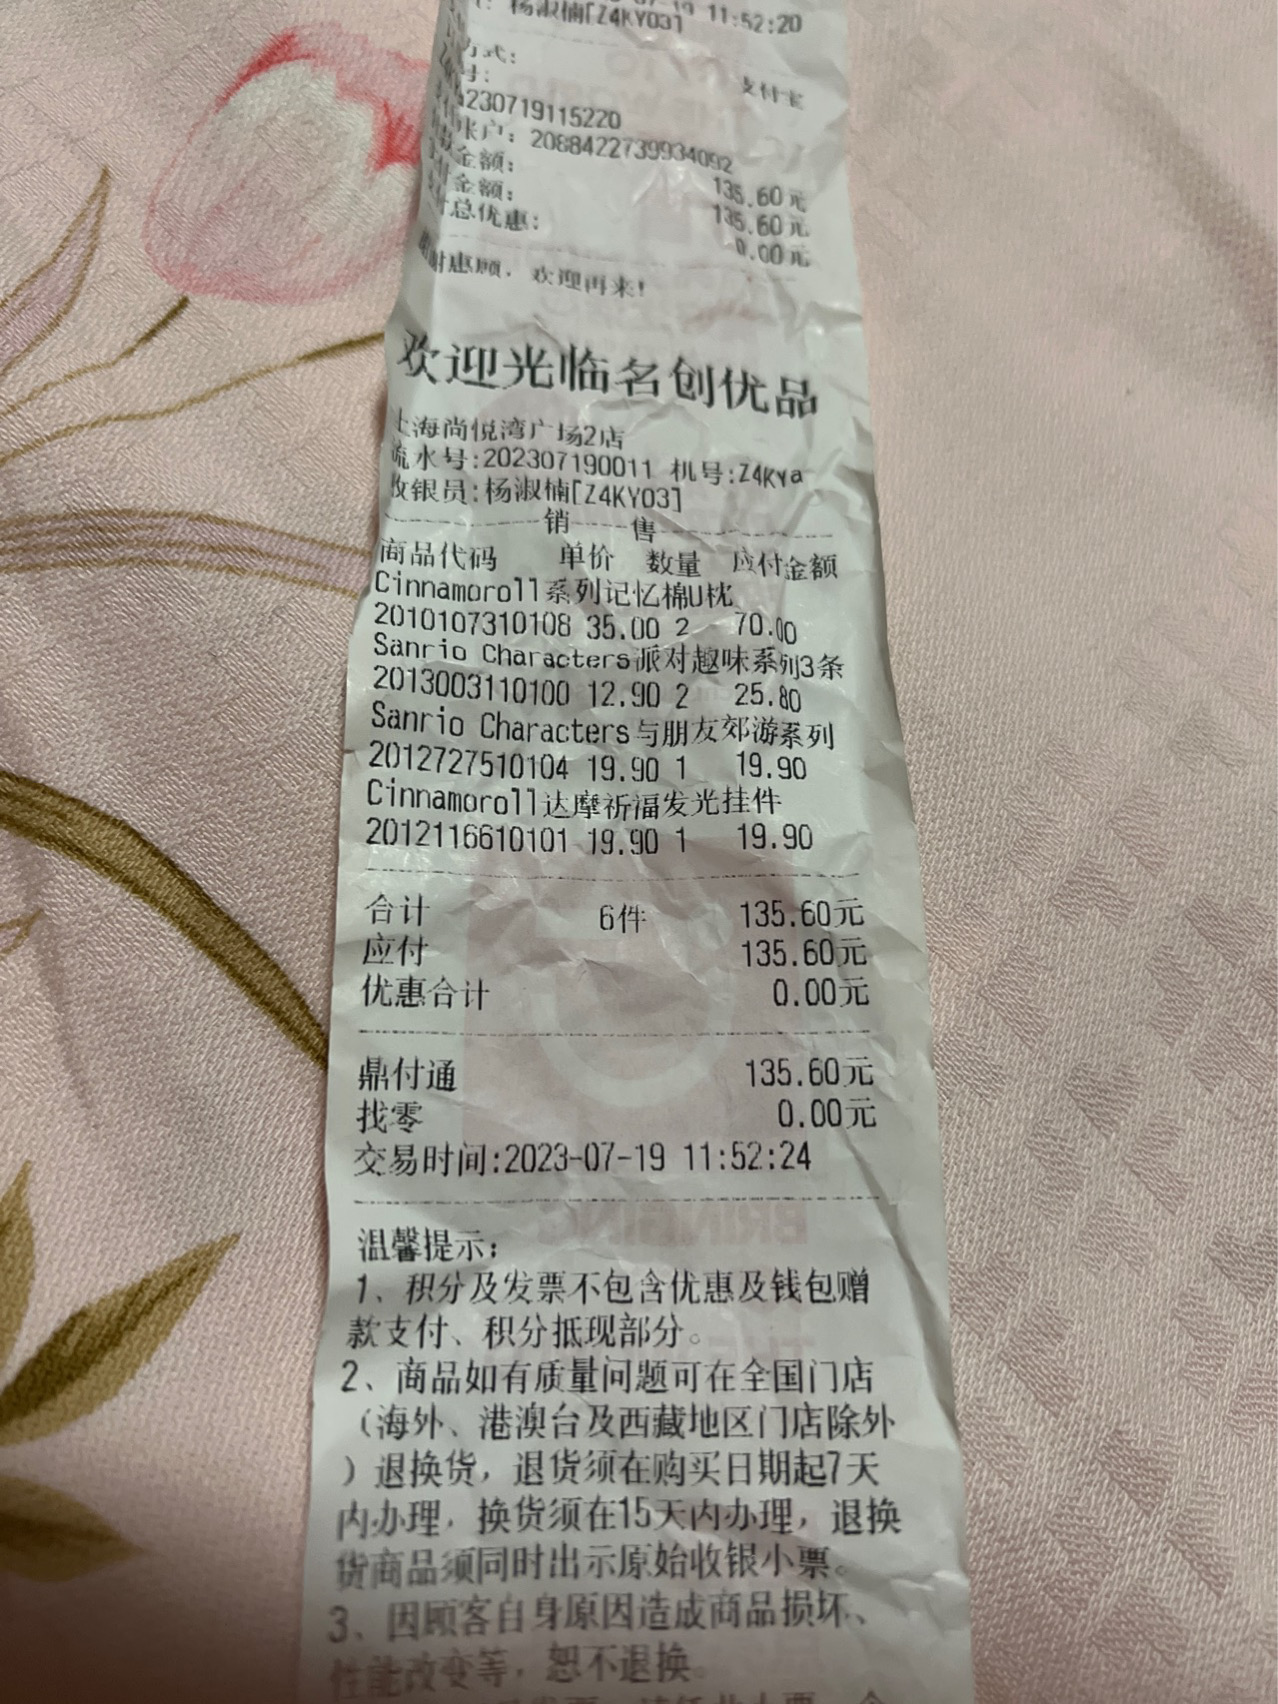 11:52:20
杨淑楠[Z4KY03]
方式: 支付宝
号:
230719115220
账户: 2088422739934092
金额: 135.60元
金额: 135.60元
总优惠: 0.00元
谢惠顾, 欢迎再来!
欢迎光临名创优品
上海尚悦湾广场2店
流水号:202307190011 机号:Z4KYa
收银员:杨淑楠[Z4KY03]
销 售
商品代码 单价 数量 应付金额
Cinnamoroll系列记忆棉U枕
2010107310108 35.00 2 70.00
Sanrio Characters派对趣味系列3条
2013003110100 12.90 2 25.80
Sanrio Characters与朋友郊游系列
2012727510104 19.90 1 19.90
Cinnamoroll达摩祈福发光挂件
2012116610101 19.90 1 19.90
合计 6件 135.60元
应付 135.60元
优惠合计 0.00元
鼎付通 135.60元
找零 0.00元
交易时间:2023-07-19 11:52:24
温馨提示:
1、积分及发票不包含优惠及钱包赠
款支付、积分抵现部分。
2、商品如有质量问题可在全国门店
(海外、港澳台及西藏地区门店除外
)退换货, 退货须在购买日期起7天
内办理, 换货须在15天内办理, 退换
货商品须同时出示原始收银小票。
3、因顾客自身原因造成商品损坏、
性能改变等, 恕不退换。